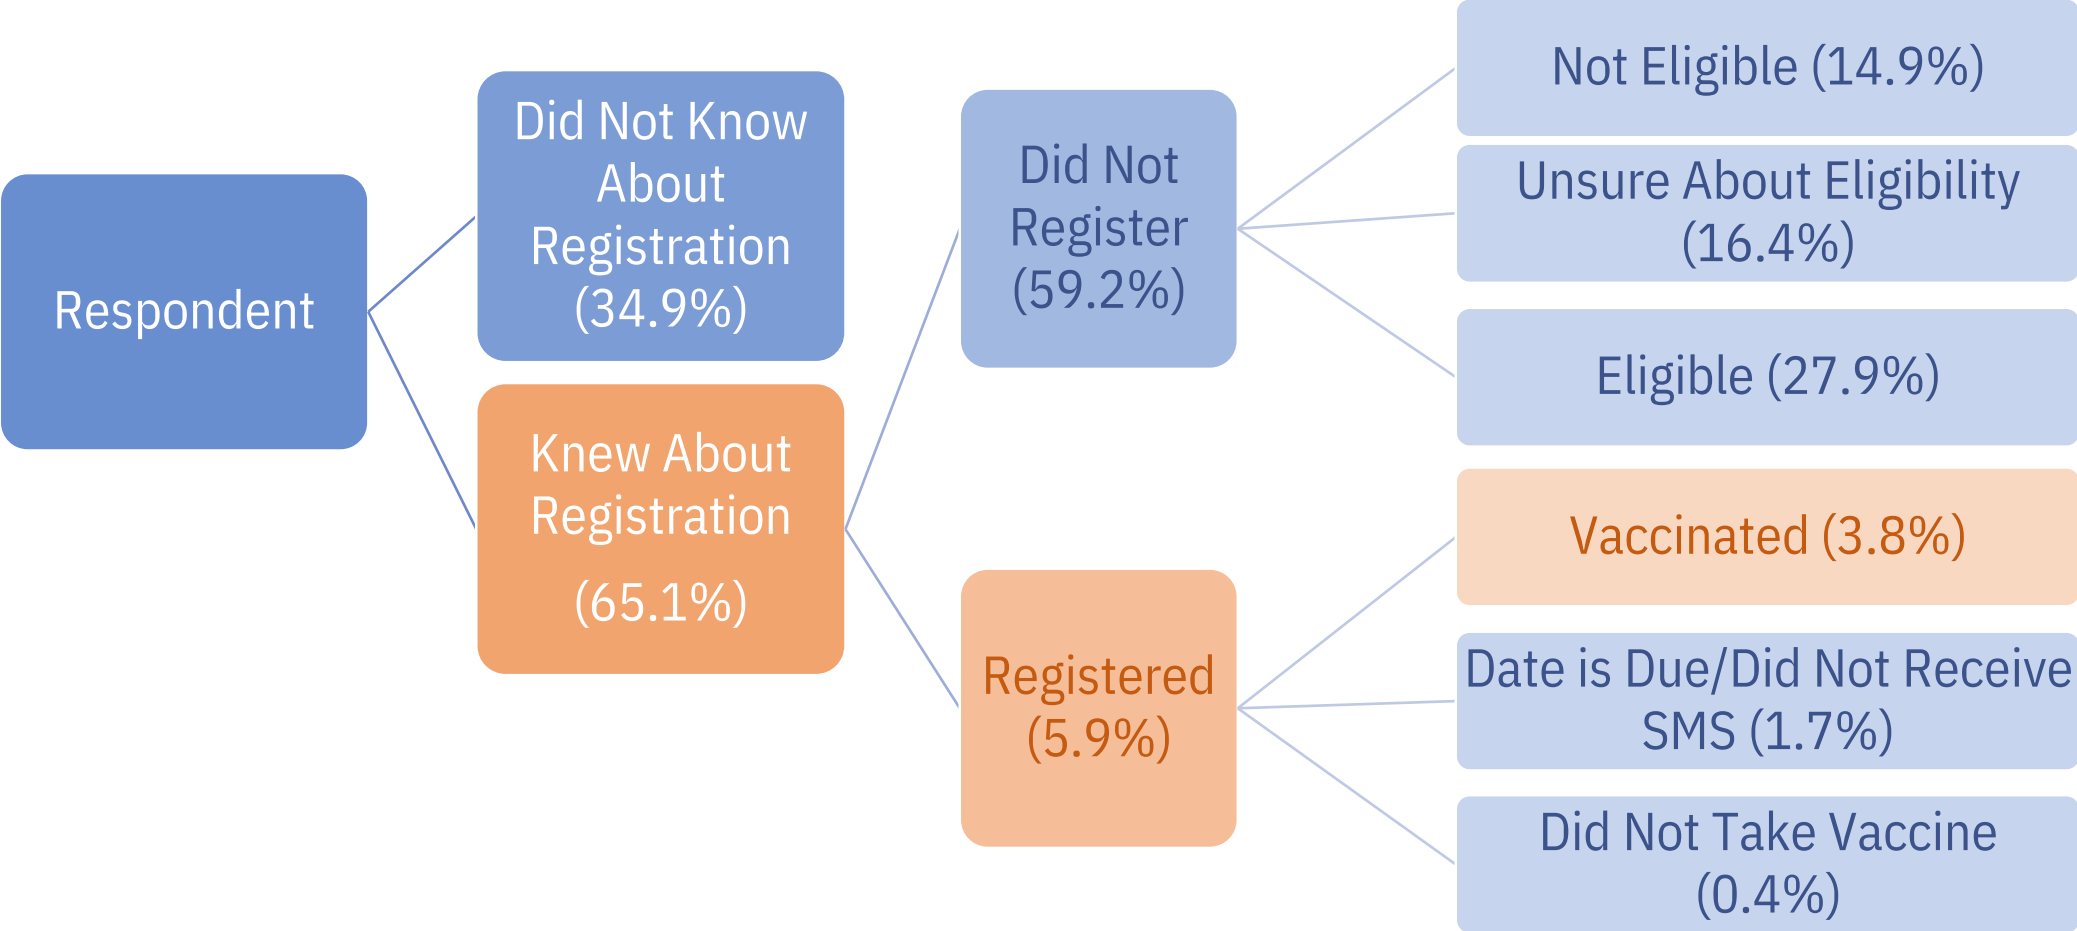 Respondent
Did Not Know
About
Registration
(34.9%)
Knew About
Registration
(65.1%)
Did Not
Register
(59.2%)
Registered
(5.9%)
Not Eligible (14.9%)
Unsure About Eligibility
(16.4%)
Eligible (27.9%)
Vaccinated (3.8%)
Date is Due/Did Not Receive
SMS (1.7%)
Did Not Take Vaccine
(0.4%)